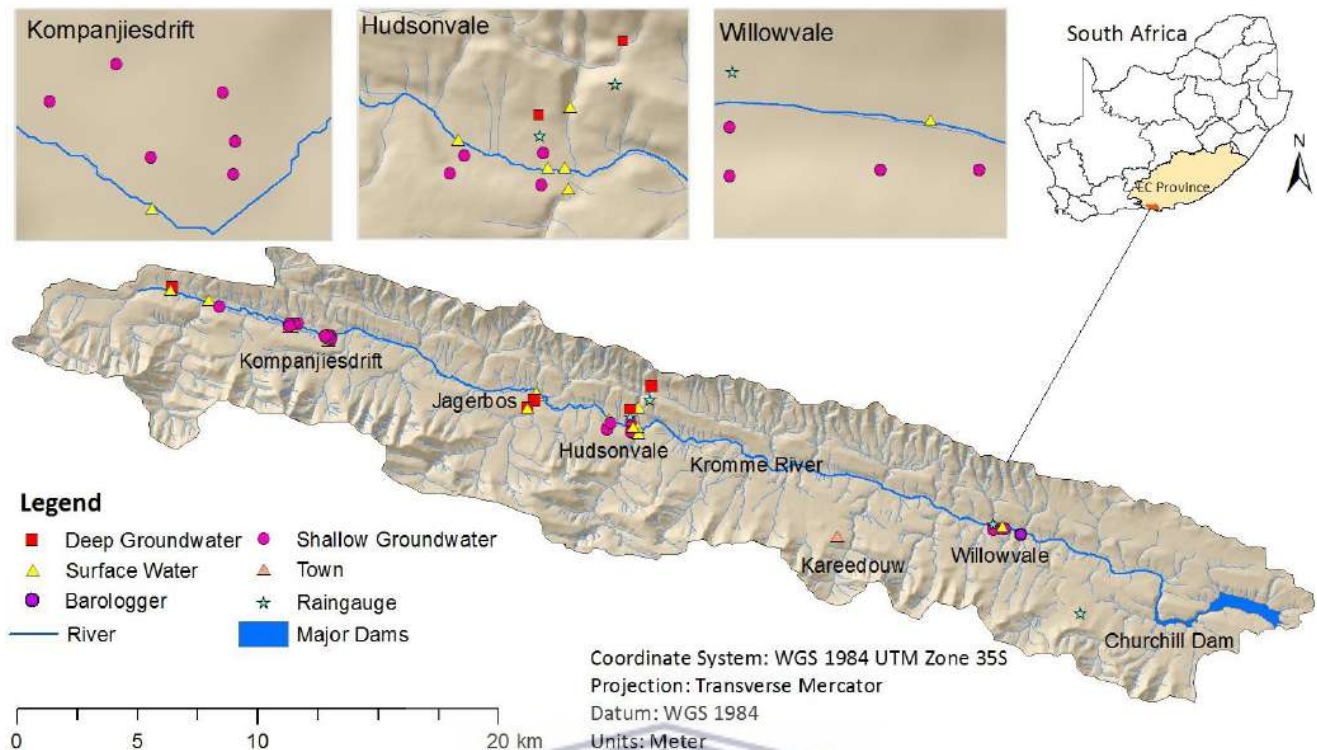 Kompanjiesdrift
Hudsonvale
Willowvale
South Africa
N
EC Province
Kompanjiesdrift
Jagerbos
Hudsonvale
Kromme River
Willowvale
Kareedouw
Churchill Dam
Legend
Deep Groundwater
Shallow Groundwater
Surface Water
Town
Barologger
Raingauge
River
Major Dams
Coordinate System: WGS 1984 UTM Zone 35S
Projection: Transverse Mercator
Datum: WGS 1984
Units: Meter
0 5 10 20 km